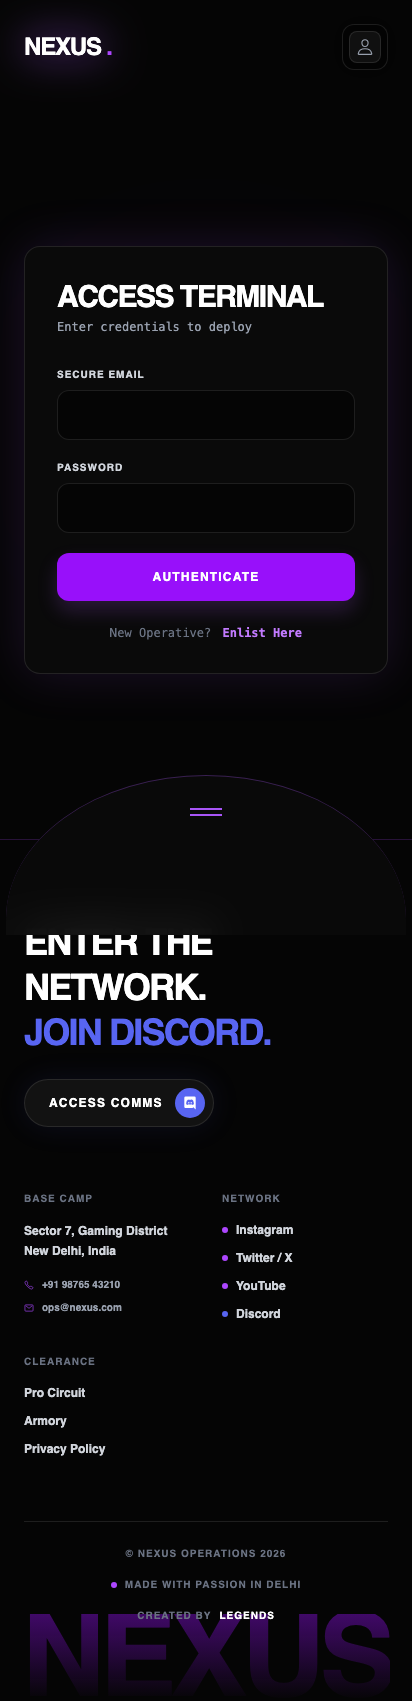 NEXUS.
ACCESS TERMINAL
Enter credentials to deploy
SECURE EMAIL
PASSWORD
AUTHENTICATE
New Operative? Enlist Here
ENTER THE
NETWORK.
JOIN DISCORD.
ACCESS COMMS
BASE CAMP
Sector 7, Gaming District
New Delhi, India
+91 98765 43210
ops@nexus.com
NETWORK
Instagram
Twitter / X
YouTube
Discord
CLEARANCE
Pro Circuit
Armory
Privacy Policy
© NEXUS OPERATIONS 2026
MADE WITH PASSION IN DELHI
CREATED BY LEGENDS
NEXUS